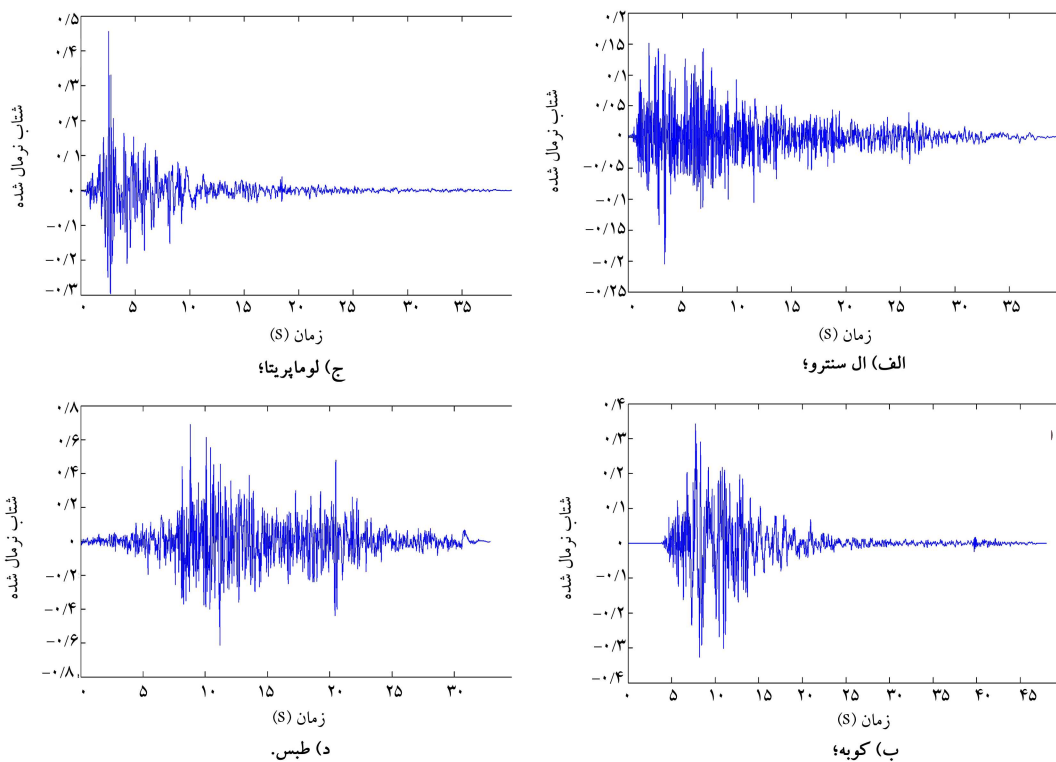 ۰/۲
۰/۱۵
۰/۱
۰/۰۵
۰
−۰/۰۵
−۰/۱
−۰/۱۵
−۰/۲
−۰/۲۵
شتاب نرمال شده
۰ ۵ ۱۰ ۱۵ ۲۰ ۲۵ ۳۰ ۳۵
زمان (S)
الف) ال سنترو؛
۰/۵
۰/۴
۰/۳
۰/۲
۰/۱
۰
−۰/۱
−۰/۲
−۰/۳
شتاب نرمال شده
۰ ۵ ۱۰ ۱۵ ۲۰ ۲۵ ۳۰ ۳۵
زمان (S)
ج) لوماپریتا؛
۰/۴
۰/۳
۰/۲
۰/۱
۰
−۰/۱
−۰/۲
−۰/۳
−۰/۴
شتاب نرمال شده
۰ ۵ ۱۰ ۱۵ ۲۰ ۲۵ ۳۰ ۳۵ ۴۰ ۴۵
زمان (S)
ب) کوبه؛
۰/۸
۰/۶
۰/۴
۰/۲
۰
−۰/۲
−۰/۴
−۰/۶
−۰/۸
شتاب نرمال شده
۰ ۵ ۱۰ ۱۵ ۲۰ ۲۵ ۳۰
زمان (S)
د) طبس.